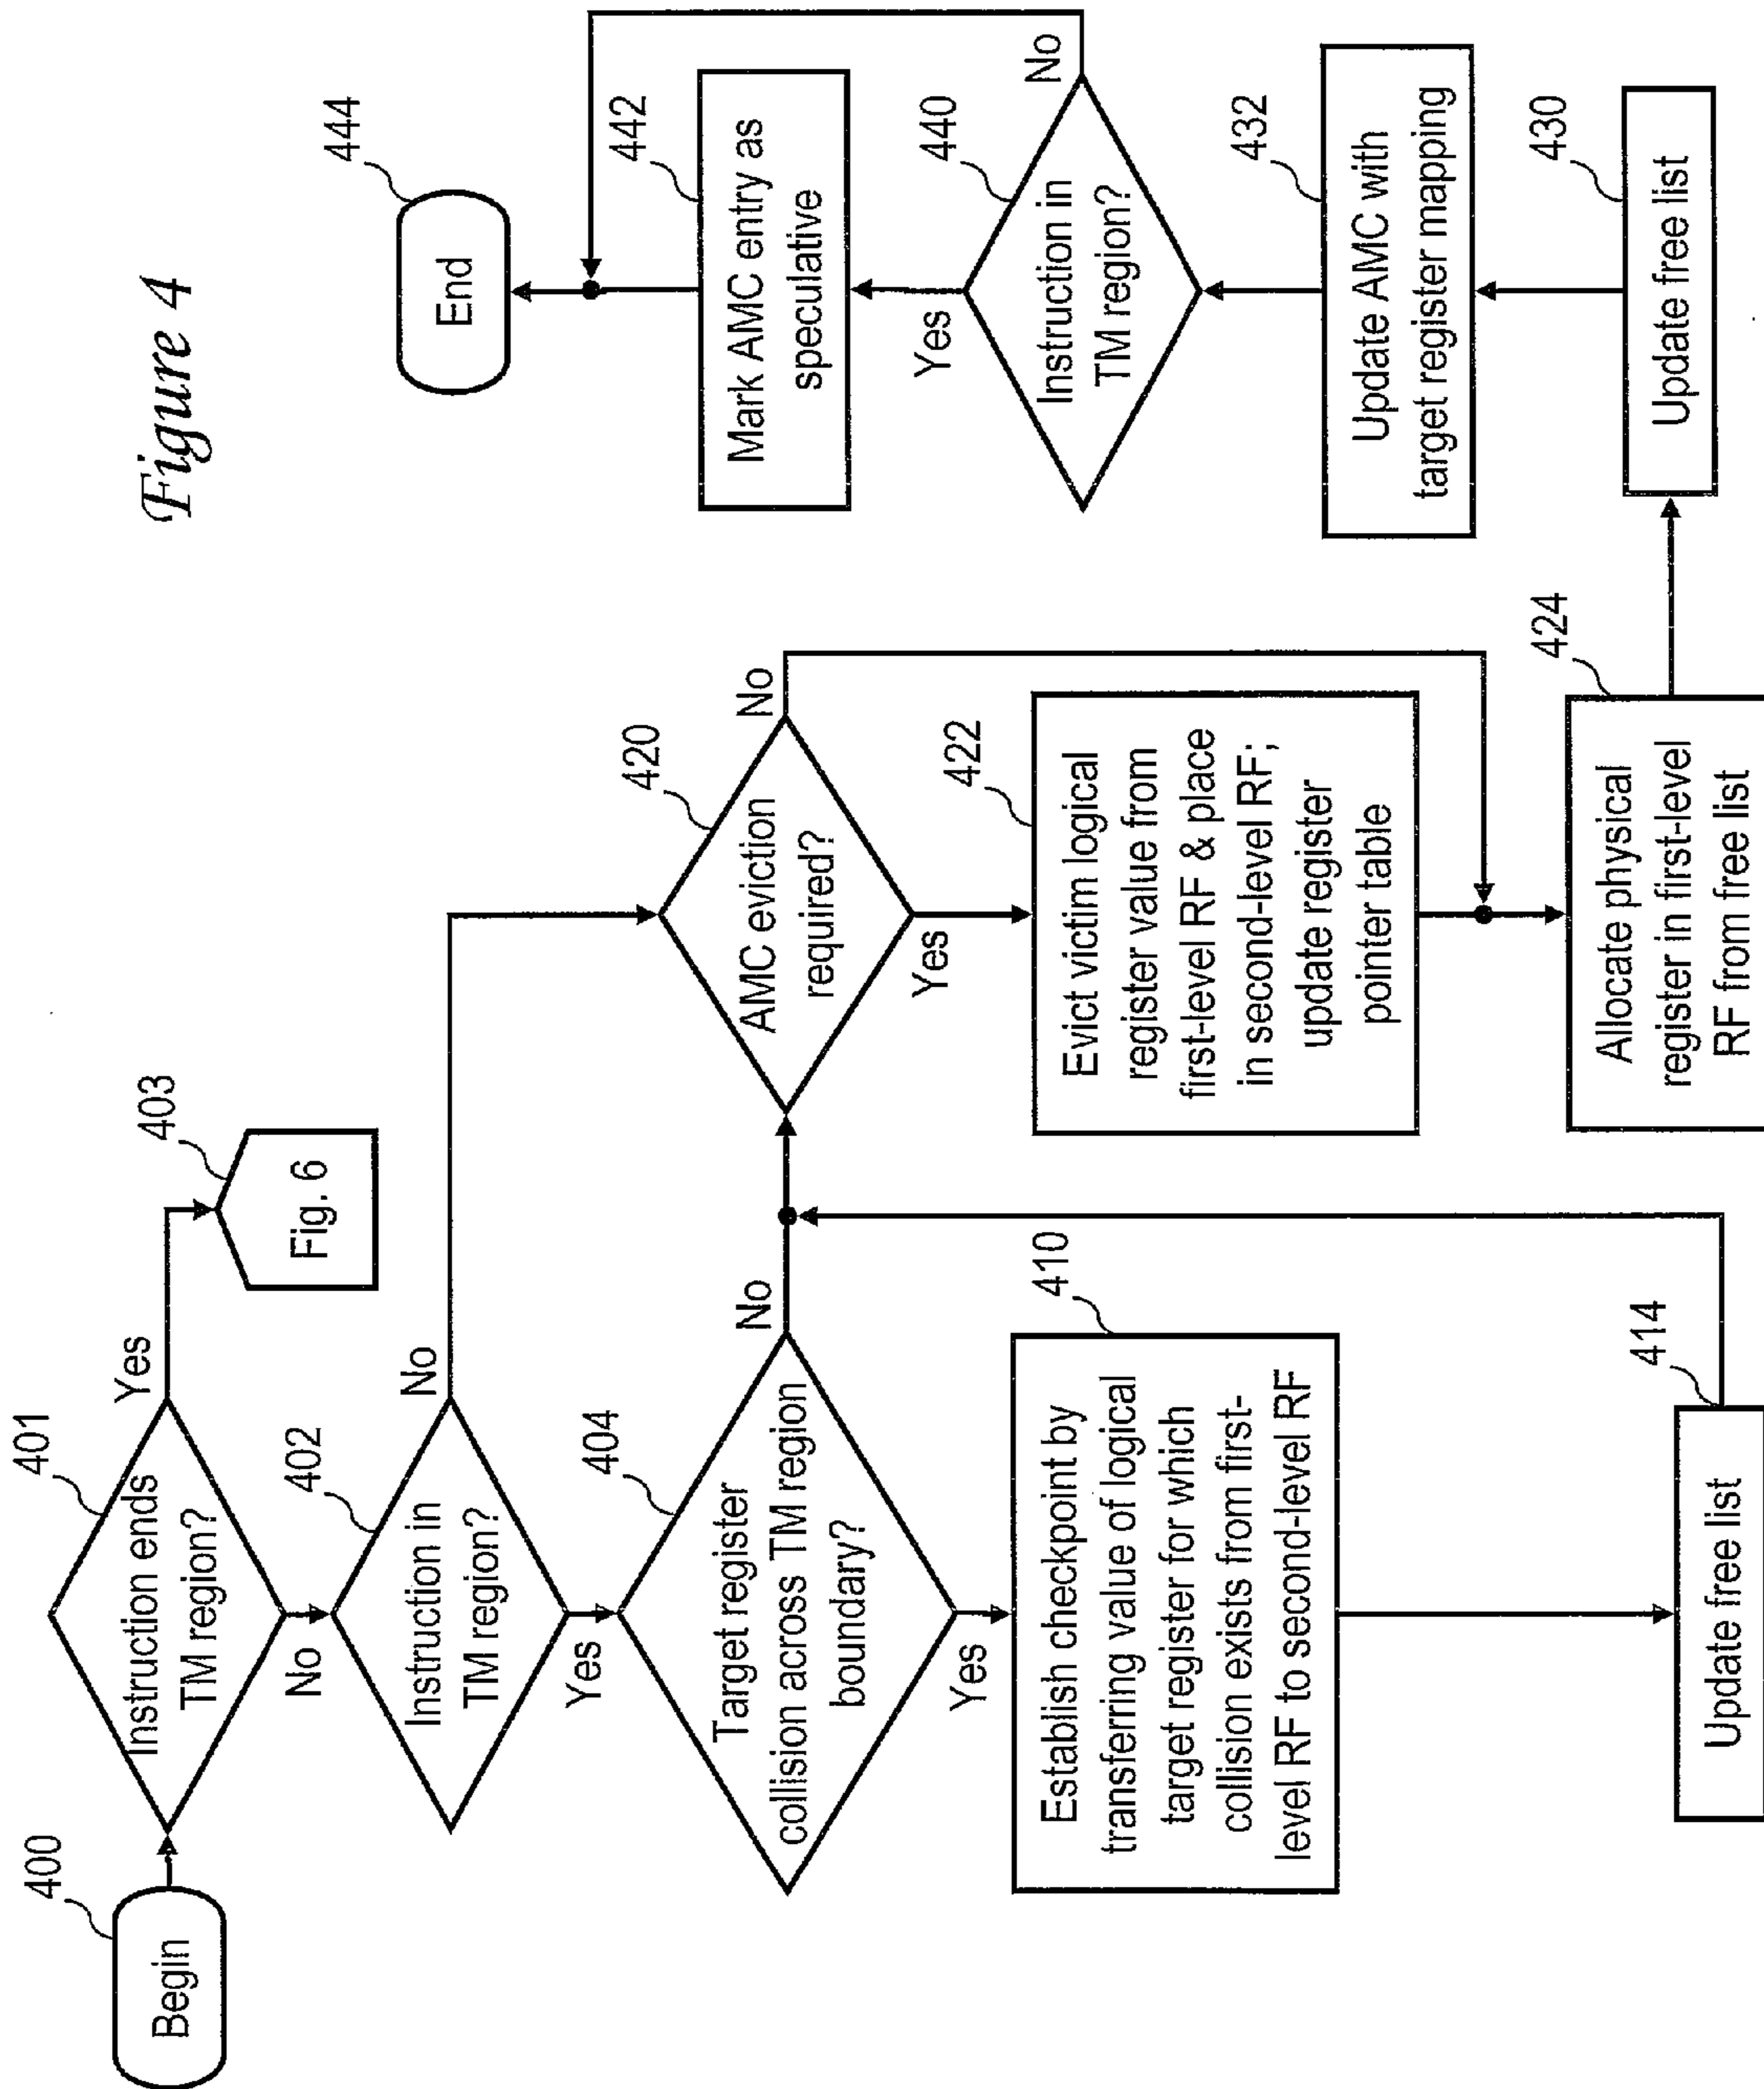 Figure 4
400
Begin
401
Instruction ends
TM region?
Yes
No
403
Fig. 6
402
Instruction in
TM region?
No
Yes
404
Target register
collision across TM region
boundary?
No
Yes
410
Establish checkpoint by
transferring value of logical
target register for which
collision exists from first-
level RF to second-level RF
414
Update free list
420
AMC eviction
required?
No
Yes
422
Evict victim logical
register value from
first-level RF & place
in second-level RF;
update register
pointer table
424
Allocate physical
register in first-level
RF from free list
430
Update free list
432
Update AMC with
target register mapping
440
Instruction in
TM region?
No
Yes
442
Mark AMC entry as
speculative
444
End